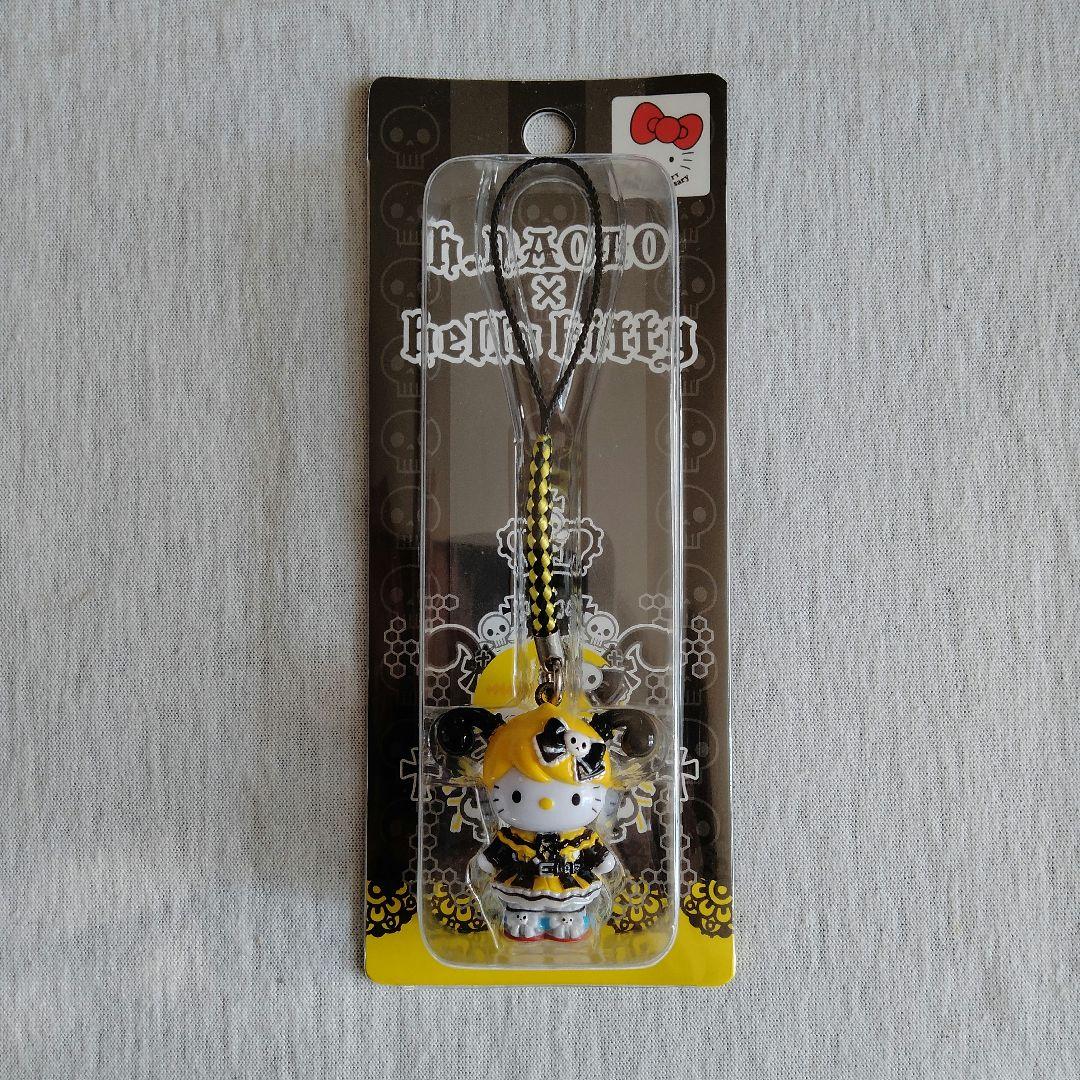 h.NAOTO
×
hello kitty